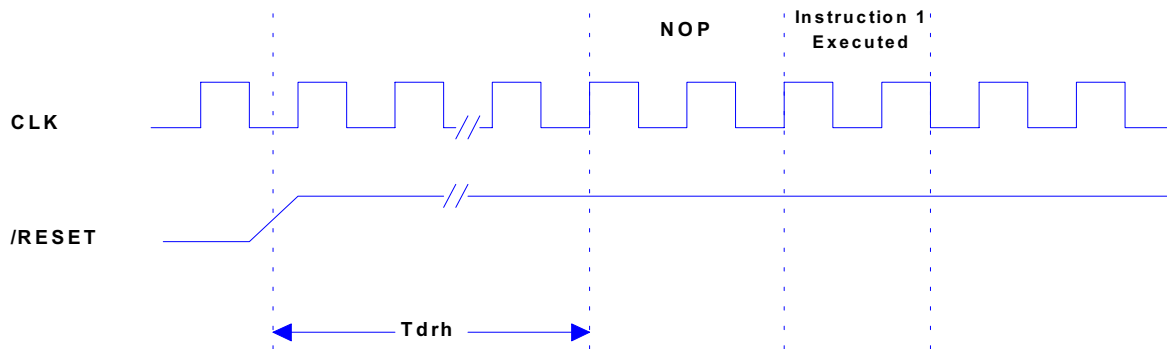 NOP
Instruction 1
Executed
CLK
/RESET
Tdrh